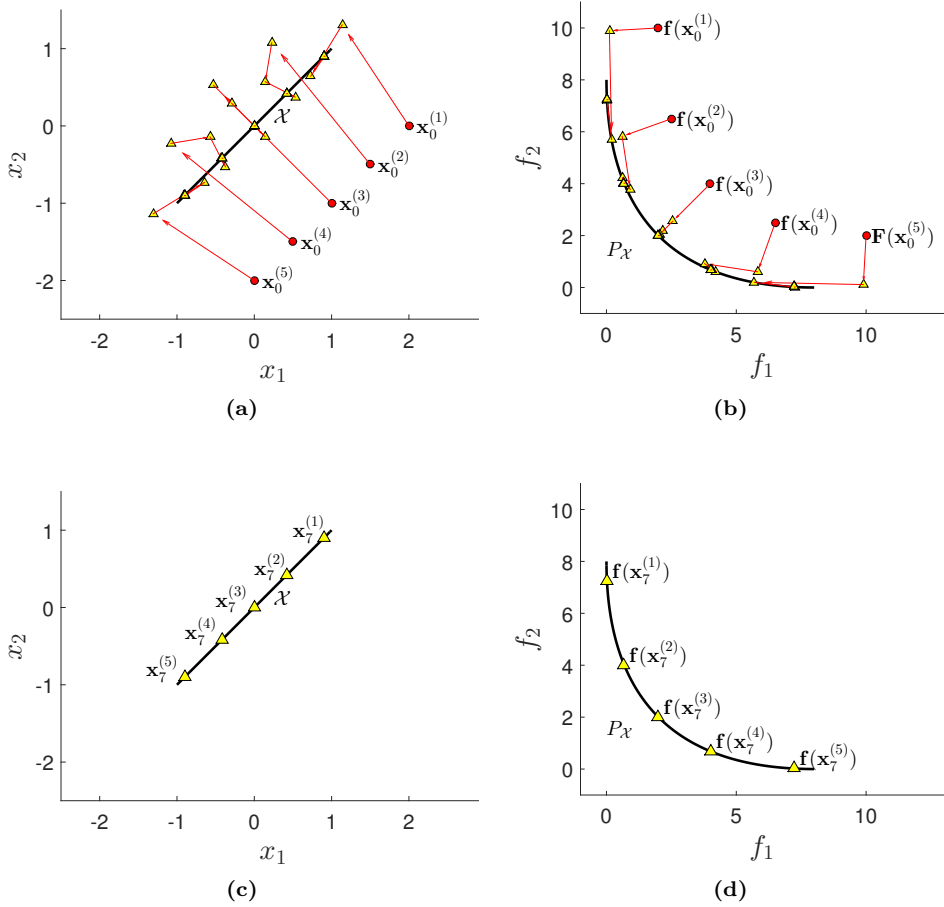 1
0
-1
-2
-2
-1
0
1
2
x₂
x₁
𝒳
x₀⁽¹⁾
x₀⁽²⁾
x₀⁽³⁾
x₀⁽⁴⁾
x₀⁽⁵⁾
(a)
10
8
6
4
2
0
0
5
10
f₂
f₁
P_𝒳
f(x₀⁽¹⁾)
f(x₀⁽²⁾)
f(x₀⁽³⁾)
f(x₀⁽⁴⁾)
F(x₀⁽⁵⁾)
(b)
1
0
-1
-2
-2
-1
0
1
2
x₂
x₁
x₇⁽¹⁾
x₇⁽²⁾
𝒳
x₇⁽³⁾
x₇⁽⁴⁾
x₇⁽⁵⁾
(c)
10
8
6
4
2
0
0
5
10
f₂
f₁
f(x₇⁽¹⁾)
f(x₇⁽²⁾)
f(x₇⁽³⁾)
P_𝒳
f(x₇⁽⁴⁾)
f(x₇⁽⁵⁾)
(d)